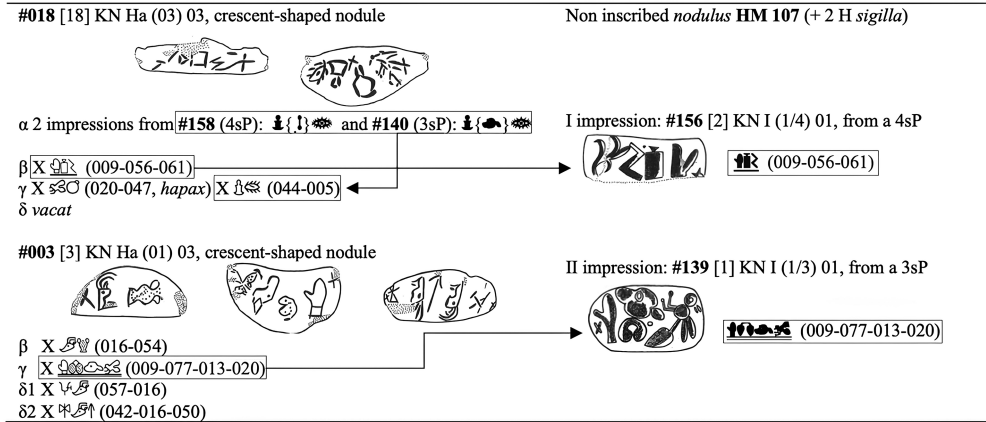 #018 [18] KN Ha (03) 03, crescent-shaped nodule
α 2 impressions from #158 (4sP): { } and #140 (3sP): { }
β X (009-056-061)
γ X (020-047, hapax) X (044-005)
δ vacat
#003 [3] KN Ha (01) 03, crescent-shaped nodule
β X (016-054)
γ X (009-077-013-020)
δ1 X (057-016)
δ2 X (042-016-050)
Non inscribed nodulus HM 107 (+ 2 H sigilla)
I impression: #156 [2] KN I (1/4) 01, from a 4sP
(009-056-061)
II impression: #139 [1] KN I (1/3) 01, from a 3sP
(009-077-013-020)